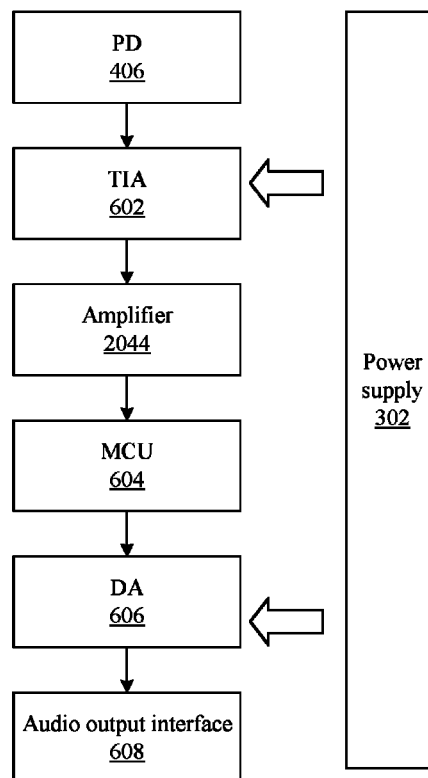 PD
406
TIA
602
Amplifier
2044
MCU
604
DA
606
Audio output interface
608
Power
supply
302